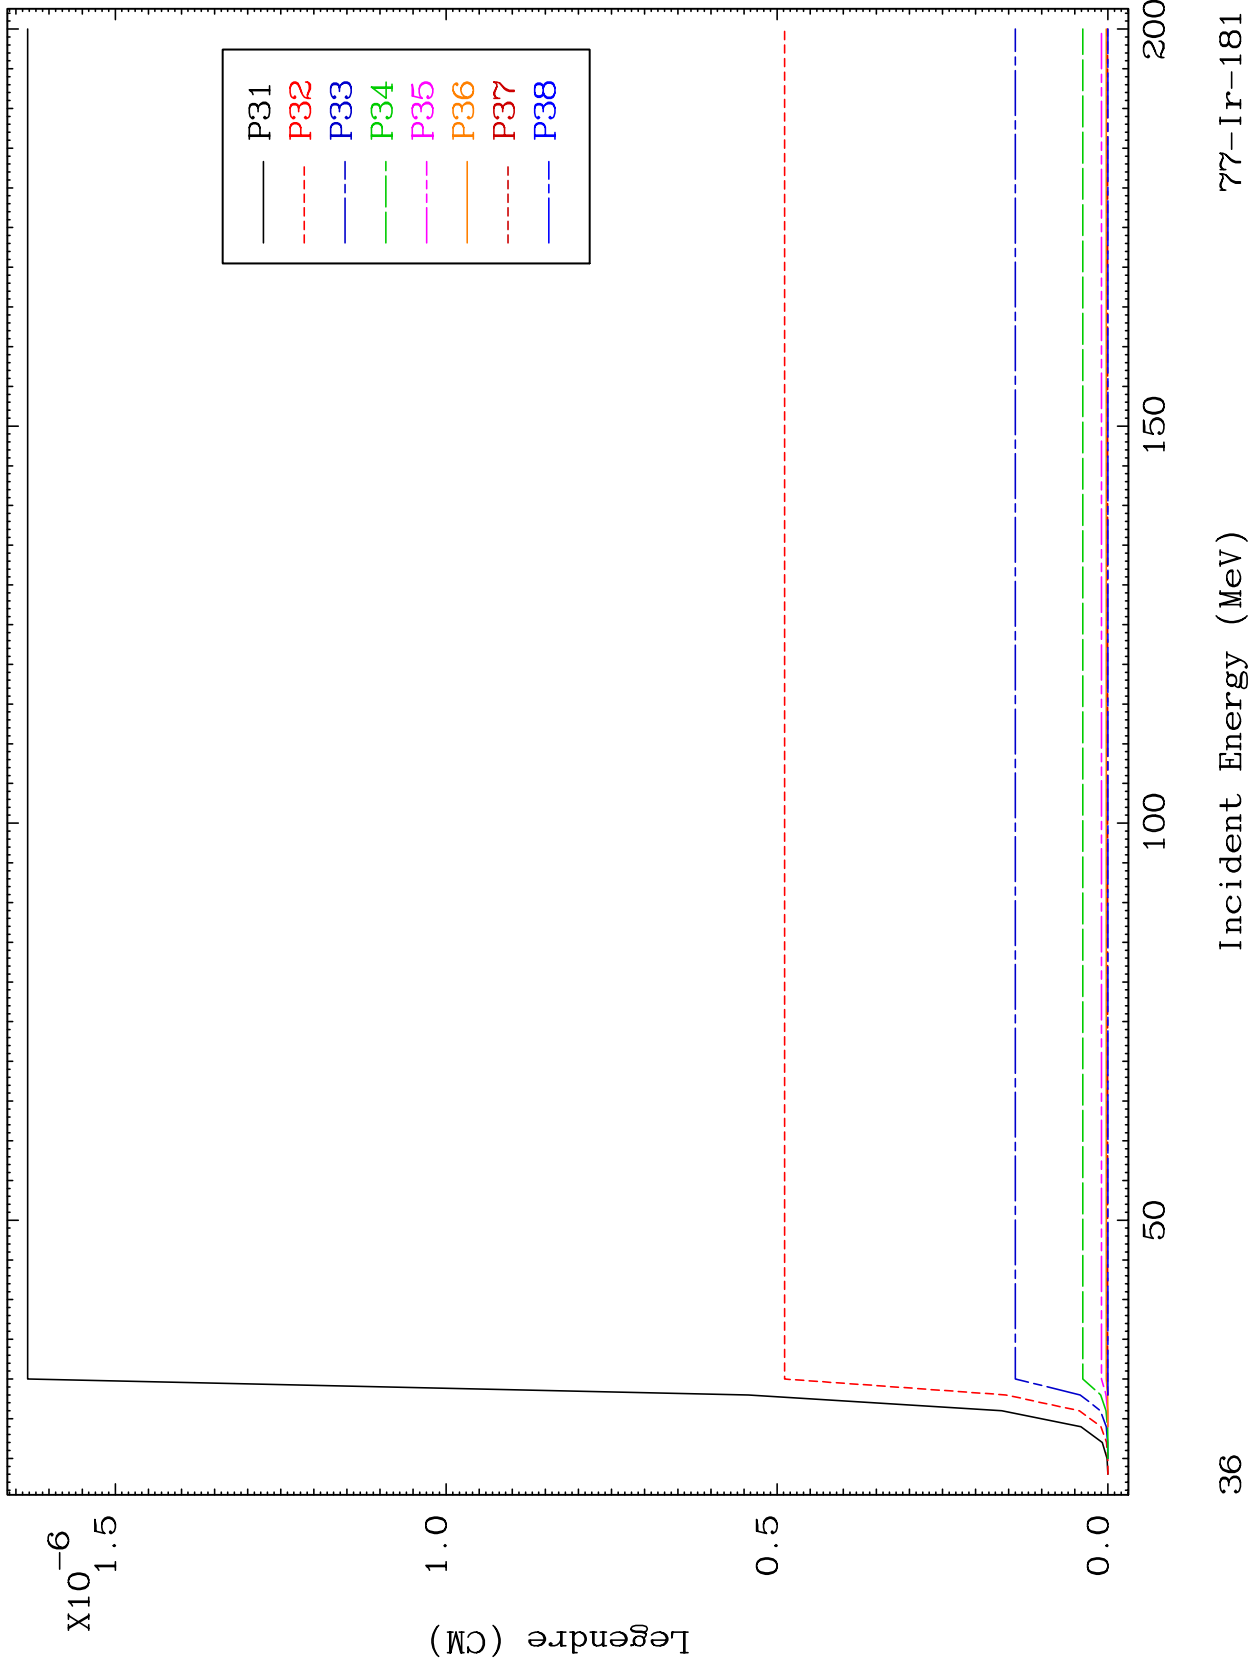 X10-6
1.5
1.0
0.5
0.0
Legendre (CM)
P31
P32
P33
P34
P35
P36
P37
P38
50
100
150
200
36
Incident Energy (MeV)
77-Ir-181